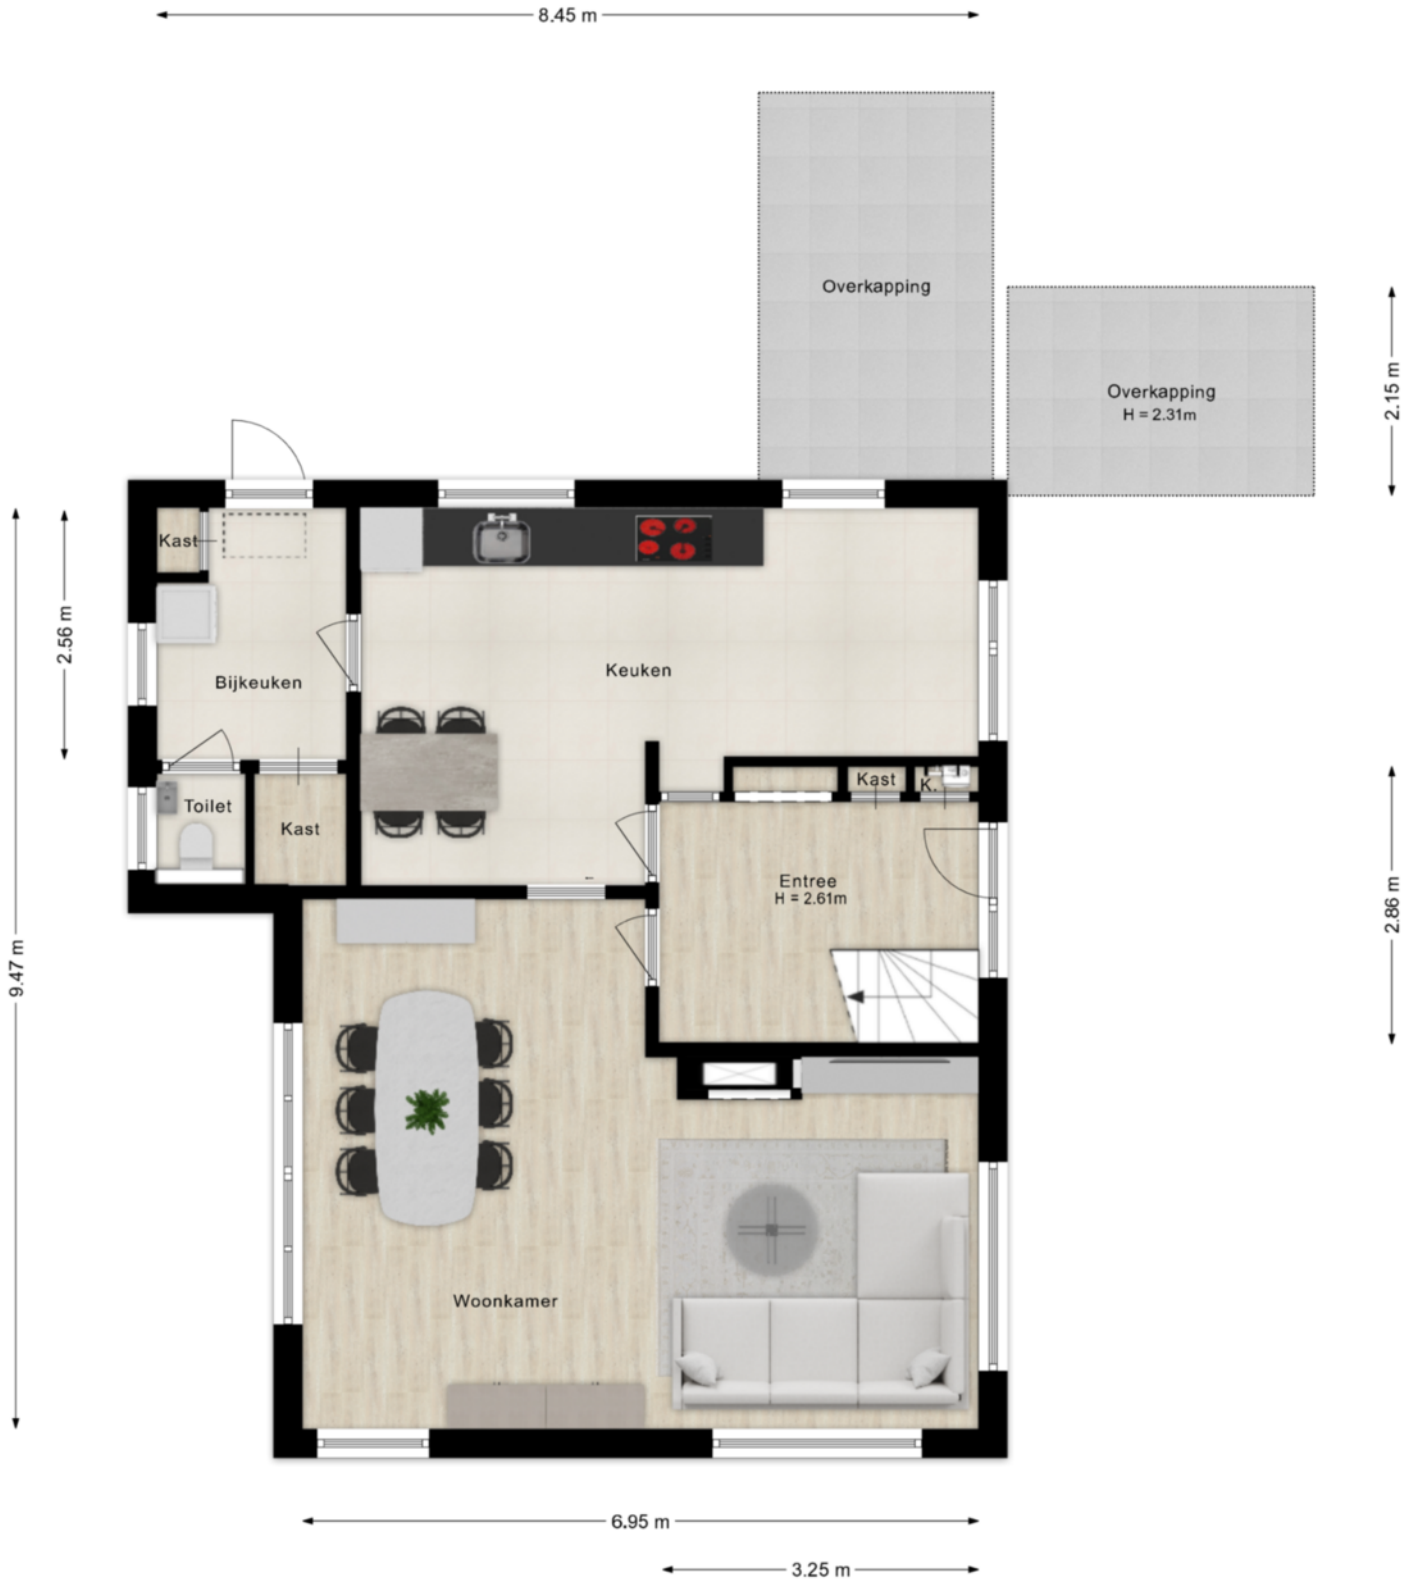 8.45 m
Overkapping
Overkapping
H = 2.31m
2.15 m
Kast
2.56 m
Keuken
Bijkeuken
Kast
K.
Toilet
Kast
Entree
H = 2.61m
2.86 m
9.47 m
Woonkamer
6.95 m
3.25 m